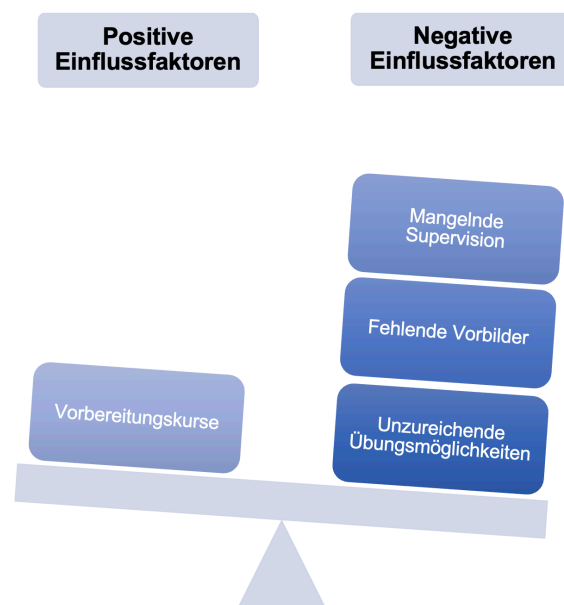 Positive
Einflussfaktoren
Negative
Einflussfaktoren
Mangelnde
Supervision
Fehlende Vorbilder
Vorbereitungskurse
Unzureichende
Übungsmöglichkeiten